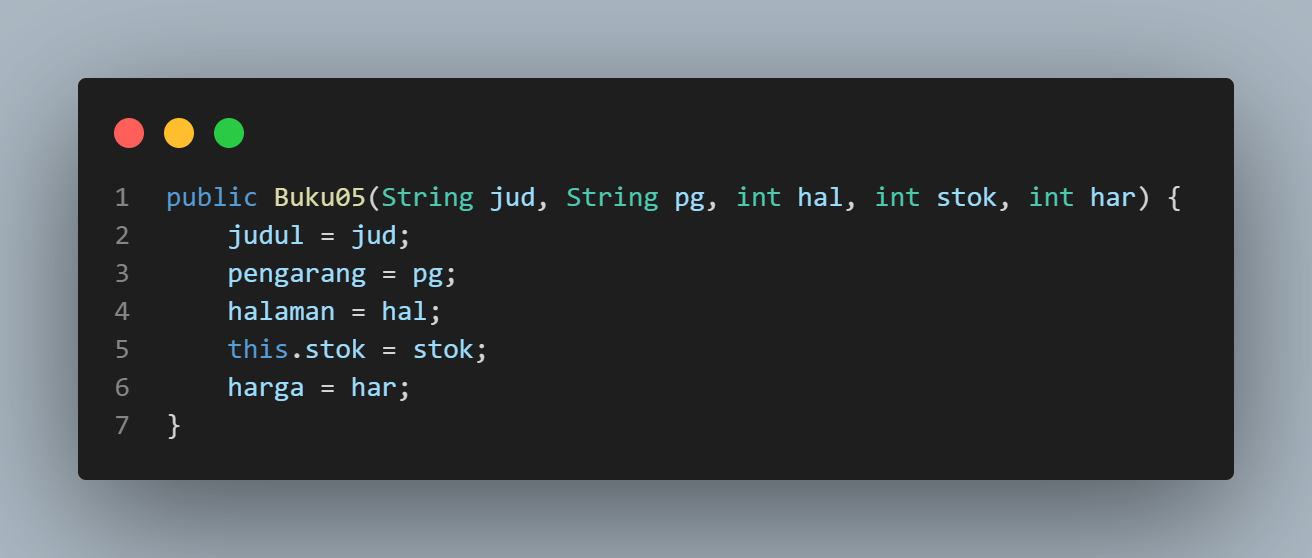 1 public Buku05(String jud, String pg, int hal, int stok, int har) {
2     judul = jud;
3     pengarang = pg;
4     halaman = hal;
5     this.stok = stok;
6     harga = har;
7 }